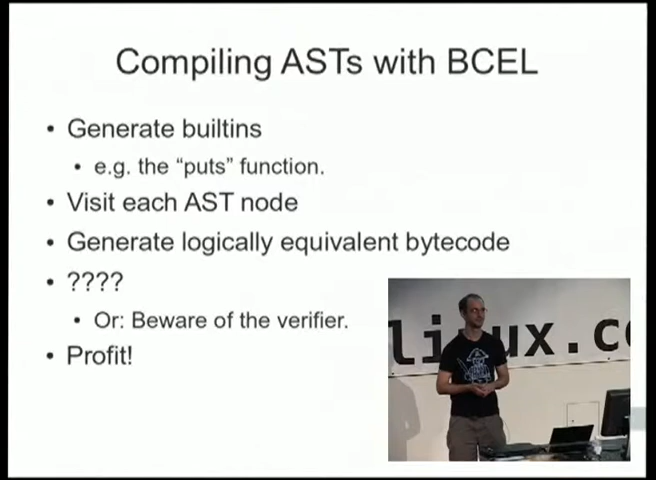 Compiling ASTs with BCEL
• Generate builtins
• e.g. the “puts” function.
• Visit each AST node
• Generate logically equivalent bytecode
• ????
• Or: Beware of the verifier.
• Profit!
linux.co